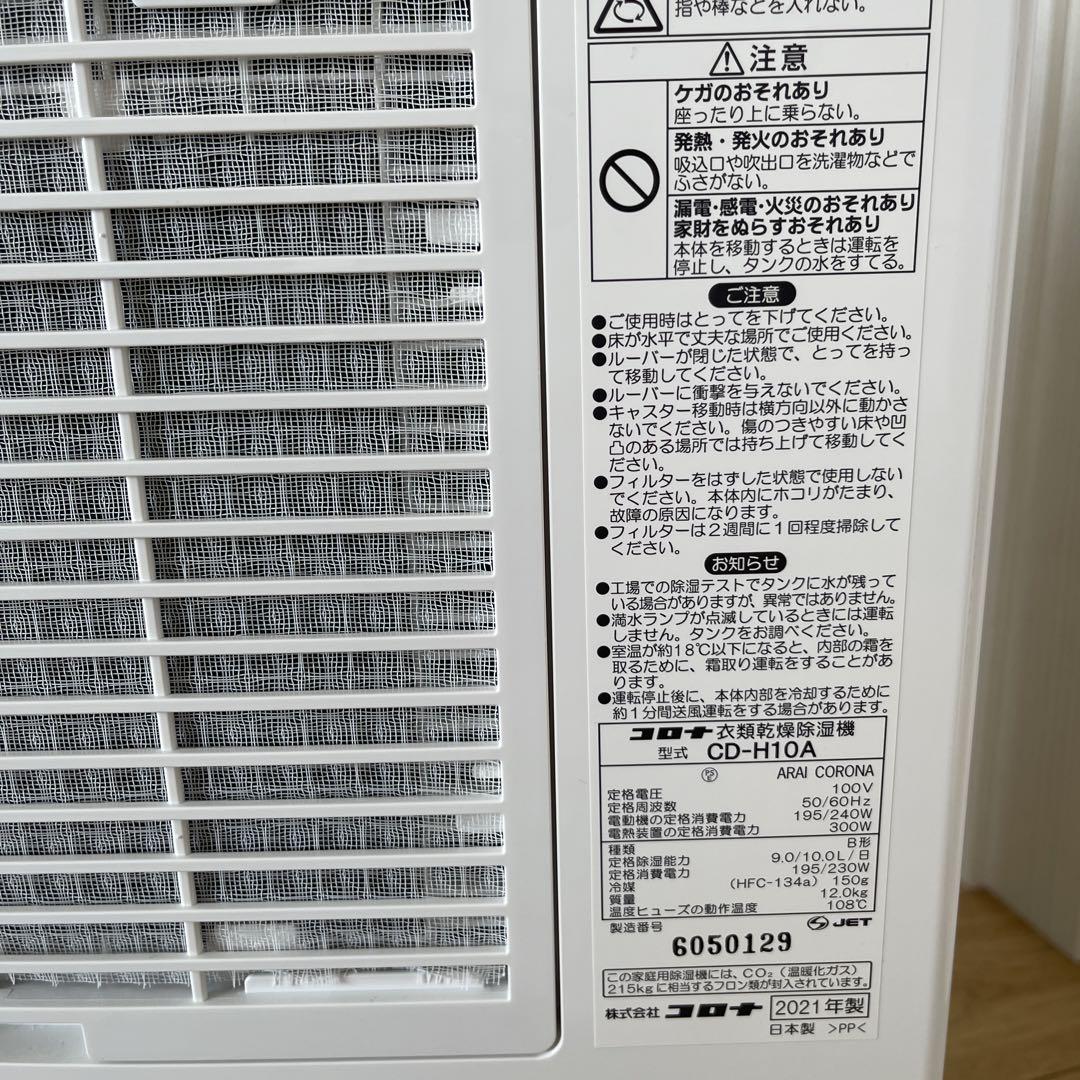 指や棒などを入れない。
注意
ケガのおそれあり
座ったり上に乗らない。
発熱・発火のおそれあり
吸込口や吹出口を洗濯物などで
ふさがない。
漏電・感電・火災のおそれあり
家財をぬらすおそれあり
本体を移動するときは運転を
停止し、タンクの水をすてる。
ご注意
●ご使用時はとってを下げてください。
●床が水平で丈夫な場所でご使用ください。
●ルーバーが閉じた状態で、とってを持っ
て移動してください。
●ルーバーに衝撃を与えないでください。
●キャスター移動時は横方向以外に動かさ
ないでください。傷のつきやすい床や凹
凸のある場所では持ち上げて移動してく
ださい。
●フィルターをはずした状態で使用しない
でください。本体内にホコリがたまり、
故障の原因になります。
●フィルターは2週間に1回程度掃除して
ください。
お知らせ
●工場での除湿テストでタンクに水が残って
いる場合がありますが、異常ではありません。
●満水ランプが点滅しているときには運転
しません。タンクをお調べください。
●室温が約18℃以下になると、内部の霜を
取るために、霜取り運転をすることがあ
ります。
●運転停止後に、本体内部を冷却するために
約1分間送風運転をする場合があります。
コロナ衣類乾燥除湿機
型式 CD-H10A
PSE ARAI CORONA
定格電圧 100V
定格周波数 50/60Hz
電動機の定格消費電力 195/240W
電熱装置の定格消費電力 300W
種類 B形
定格除湿能力 9.0/10.0L/日
定格消費電力 195/230W
冷媒 (HFC-134a) 150g
質量 12.0kg
温度ヒューズの動作温度 108℃
製造番号 JET
6050129
この家庭用除湿機には、CO₂(温暖化ガス)
215kgに相当するフロン類が封入されています。
株式会社 コロナ 2021年製
日本製 >PP<